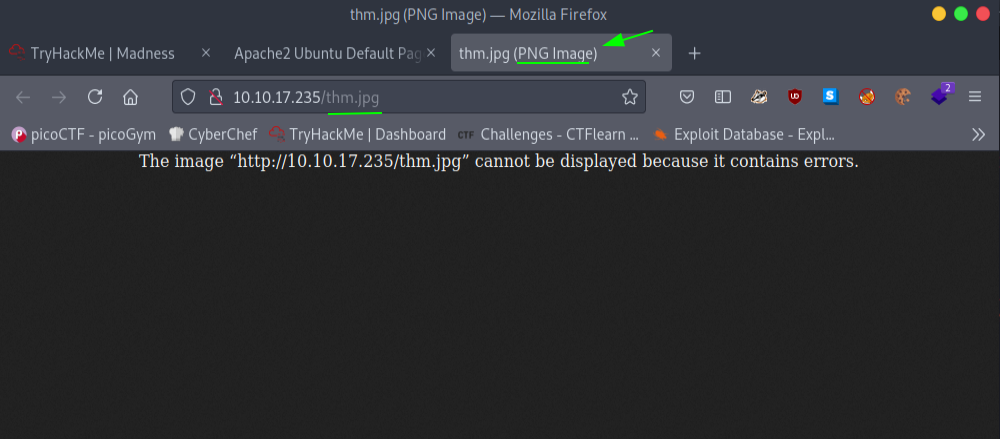 thm.jpg (PNG Image) — Mozilla Firefox
TryHackMe | Madness
Apache2 Ubuntu Default Pag
thm.jpg (PNG Image)
10.10.17.235/thm.jpg
2
picoCTF - picoGym
CyberChef
TryHackMe | Dashboard
CTF Challenges - CTFlearn ...
Exploit Database - Expl...
The image “http://10.10.17.235/thm.jpg” cannot be displayed because it contains errors.